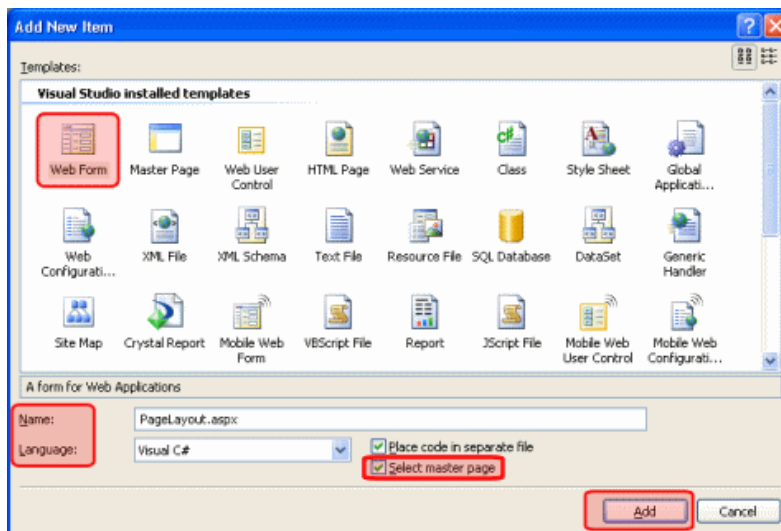 Add New Item
Templates:
Visual Studio installed templates
Web Form Master Page Web User Control HTML Page Web Service Class Style Sheet Global Applicati...
Web Configurati... XML File XML Schema Text File Resource File SQL Database DataSet Generic Handler
Site Map Crystal Report Mobile Web Form VBScript File Report JScript File Mobile Web User Control Mobile Web Configurati...
A form for Web Applications
Name: PageLayout.aspx
Language: Visual C# Place code in separate file
Select master page
Add Cancel